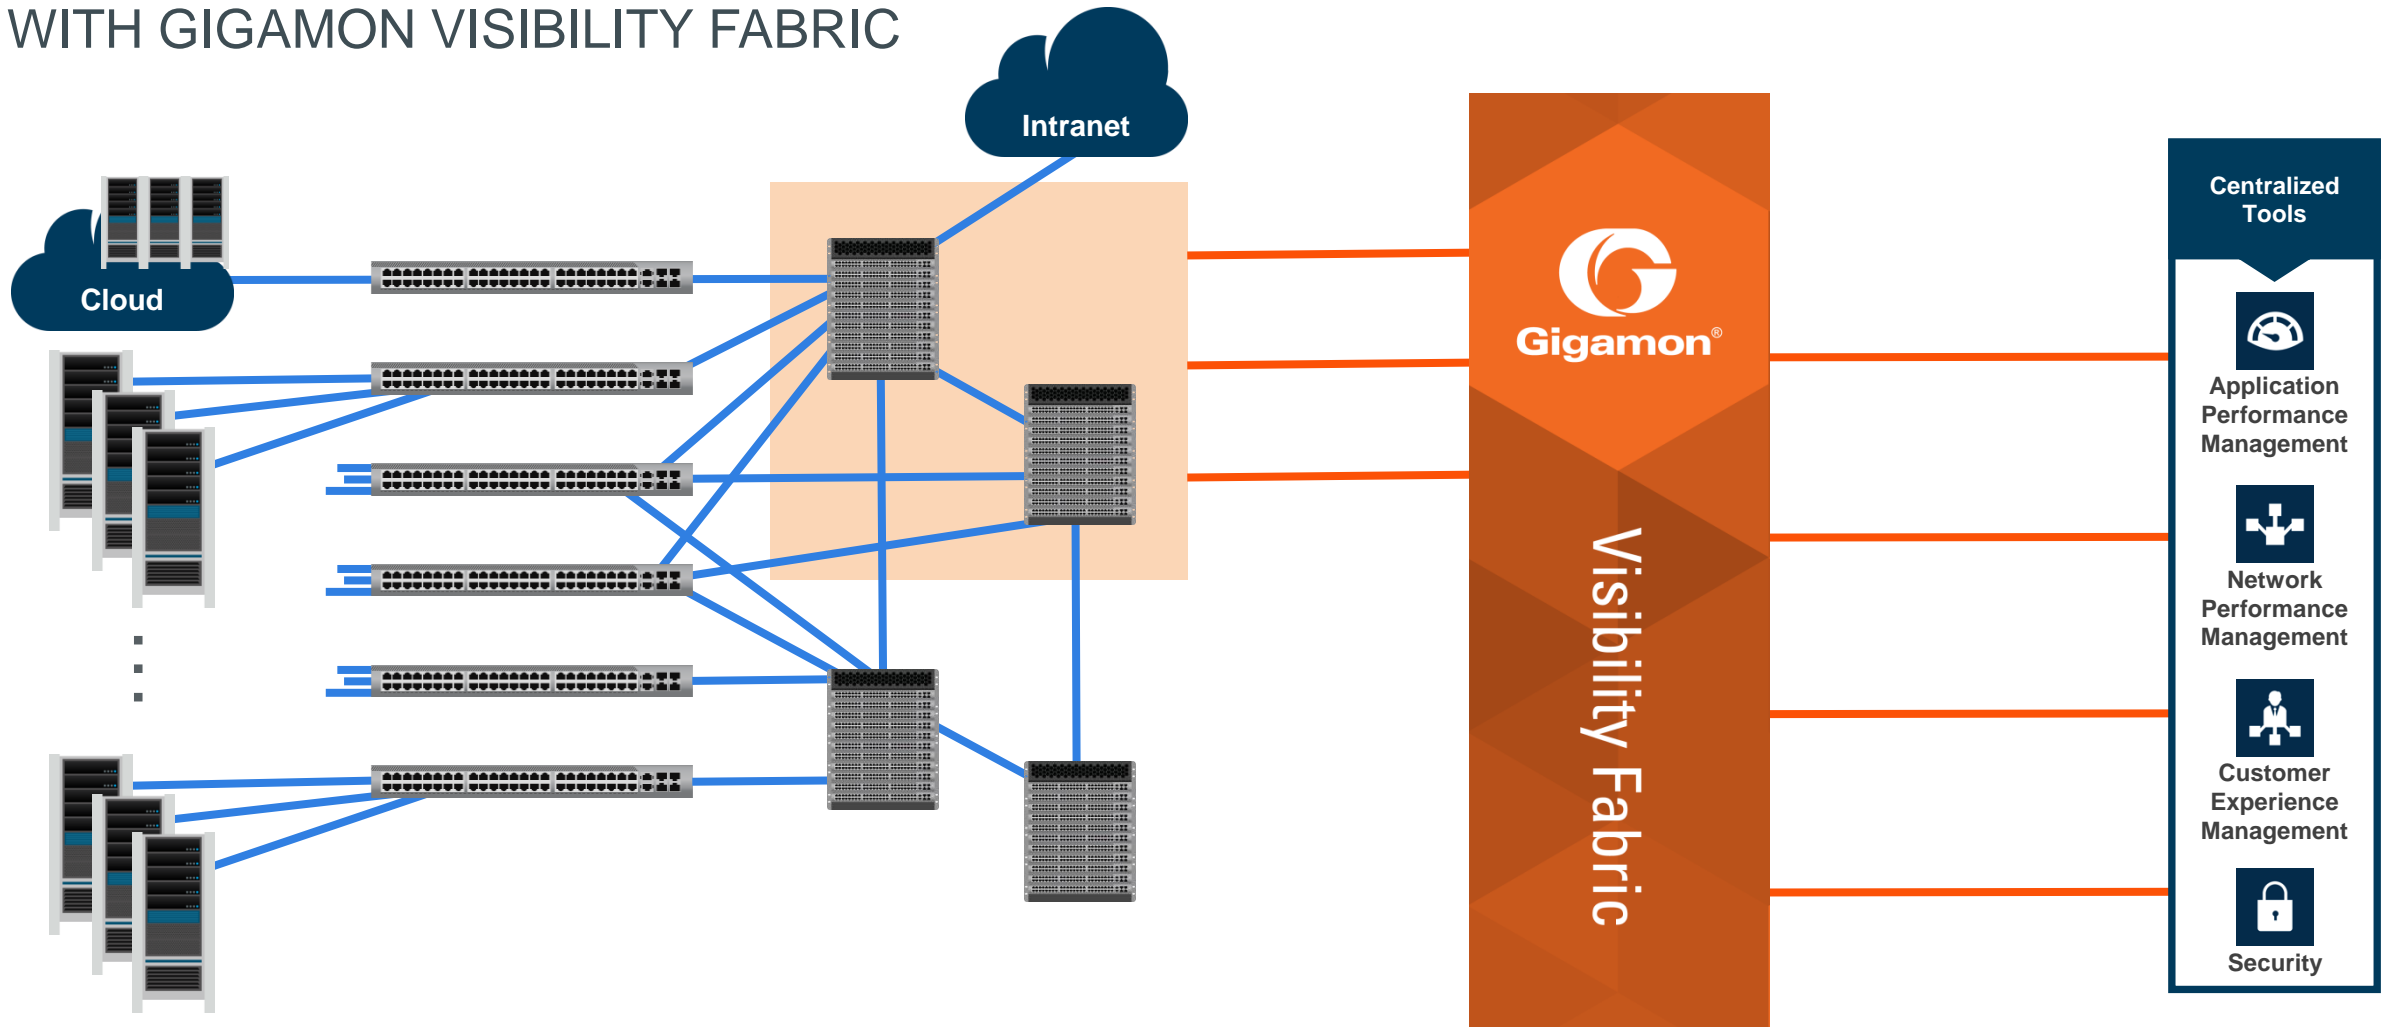 WITH GIGAMON VISIBILITY FABRIC
Intranet
Cloud
Gigamon®
Visibility Fabric
Centralized
Tools
Application
Performance
Management
Network
Performance
Management
Customer
Experience
Management
Security